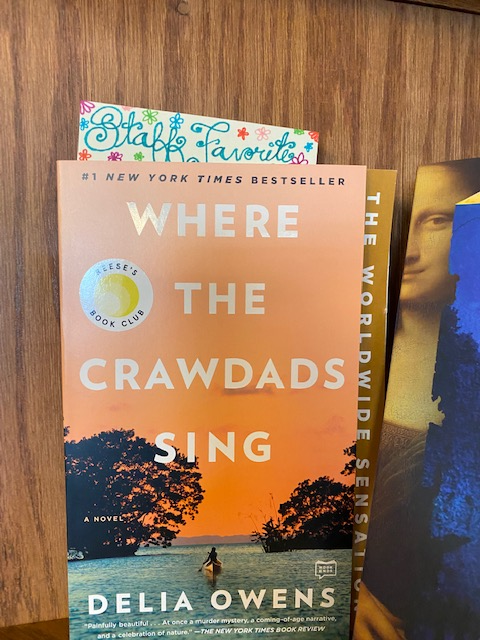 Staff Favorite
#1 NEW YORK TIMES BESTSELLER
WHERE
THE
CRAWDADS
SING
REESE'S
BOOK CLUB
A NOVEL
DELIA OWENS
"Painfully beautiful . . . At once a murder mystery, a coming-of-age narrative,
and a celebration of nature." —THE NEW YORK TIMES BOOK REVIEW
THE WORLDWIDE SENSATION